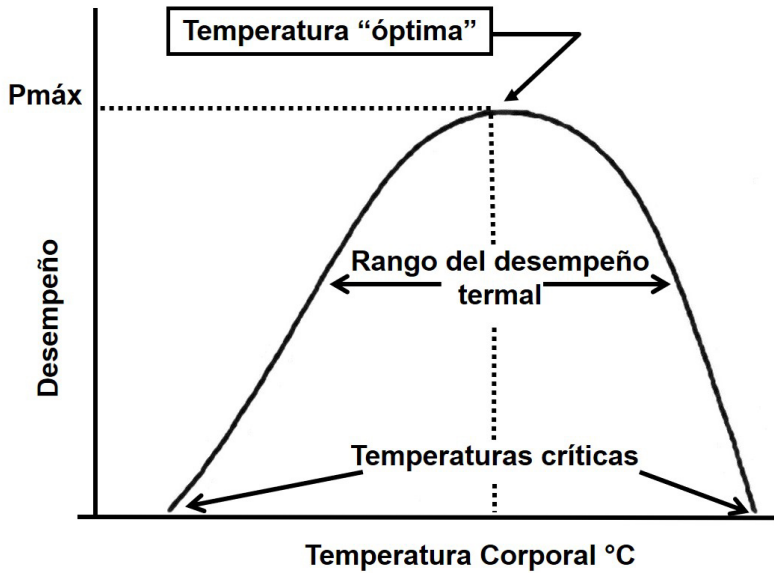 Temperatura “óptima”
Pmáx
Rango del desempeño
termal
Desempeño
Temperaturas críticas
Temperatura Corporal °C